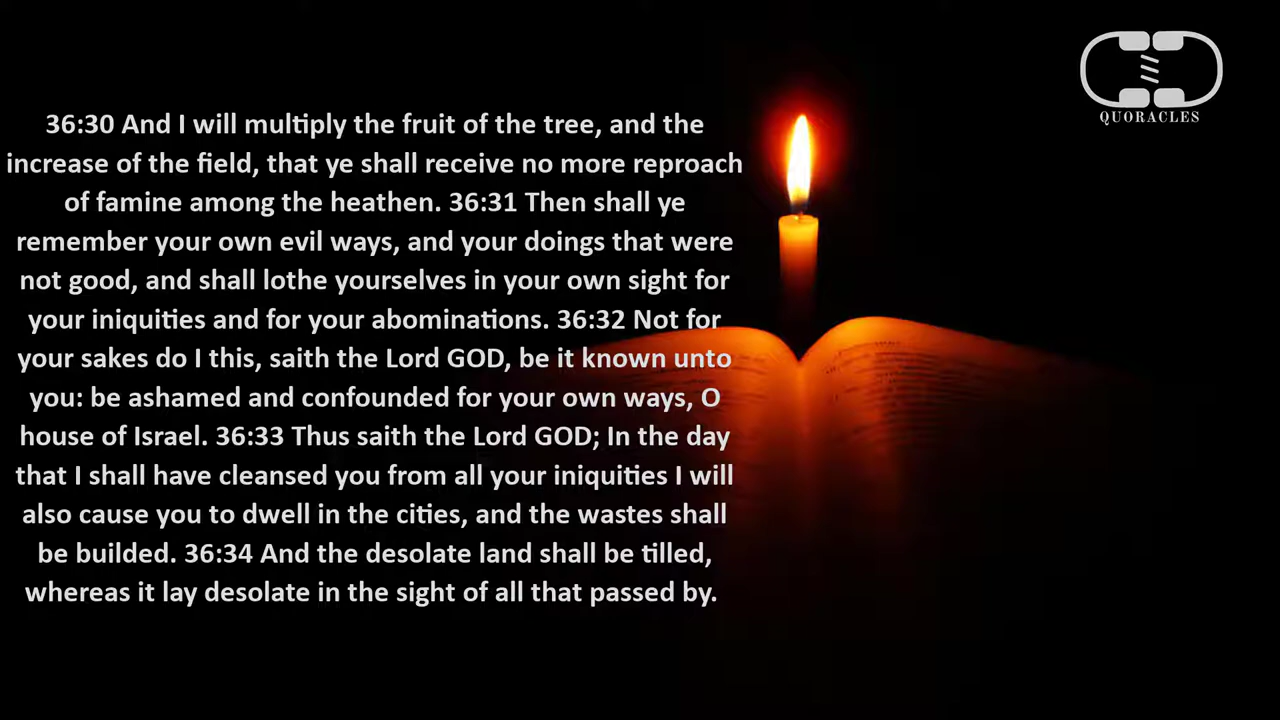 QUORACLES
36:30 And I will multiply the fruit of the tree, and the
increase of the field, that ye shall receive no more reproach
of famine among the heathen. 36:31 Then shall ye
remember your own evil ways, and your doings that were
not good, and shall lothe yourselves in your own sight for
your iniquities and for your abominations. 36:32 Not for
your sakes do I this, saith the Lord GOD, be it known unto
you: be ashamed and confounded for your own ways, O
house of Israel. 36:33 Thus saith the Lord GOD; In the day
that I shall have cleansed you from all your iniquities I will
also cause you to dwell in the cities, and the wastes shall
be builded. 36:34 And the desolate land shall be tilled,
whereas it lay desolate in the sight of all that passed by.